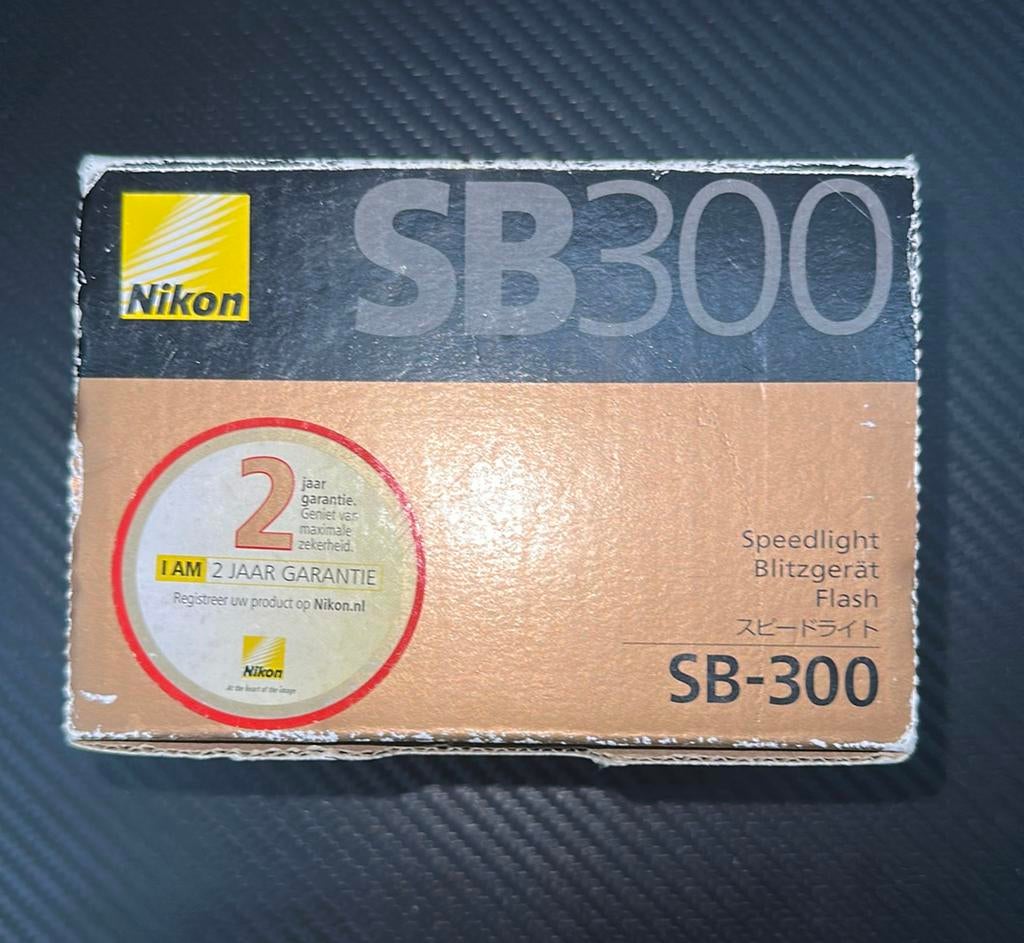 Nikon
SB300
2 jaar
garantie.
Geniet van
maximale
zekerheid.
I AM 2 JAAR GARANTIE
Registreer uw product op Nikon.nl
Nikon
At the heart of the image
Speedlight
Blitzgerät
Flash
スピードライト
SB-300